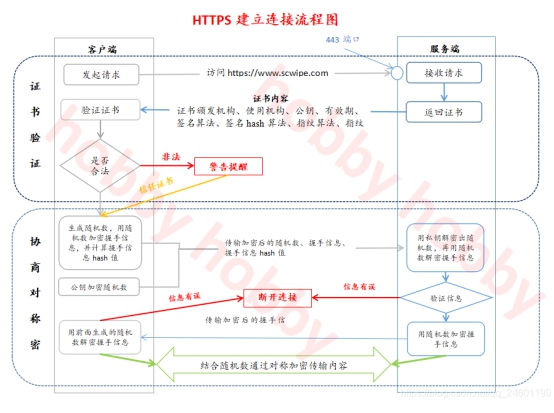 HTTPS 建立连接流程图
客户端
443 端口
服务端
发起请求
访问 https://www.scwipe.com
接收请求
证书验证
验证证书
证书内容
证书颁发机构、使用机构、公钥、有效期、
签名算法、签名 hash 算法、指纹算法、指纹
返回证书
是否
合法
非法
警告提醒
信任证书
协商对称密
生成随机数，用随
机数加密握手信
息，并计算握手信
息 hash 值
传输加密后的随机数、握手信息、
握手信息 hash 值
用私钥解密出随
机数，再用随机
数解密握手信息
公钥加密随机数
信息有误
断开连接
信息有误
验证信息
用前面生成的随机
数解密握手信息
传输加密后的握手信
用随机数加密握
手信息
结合随机数通过对称加密传输内容
hobby hobby
hobby hobby